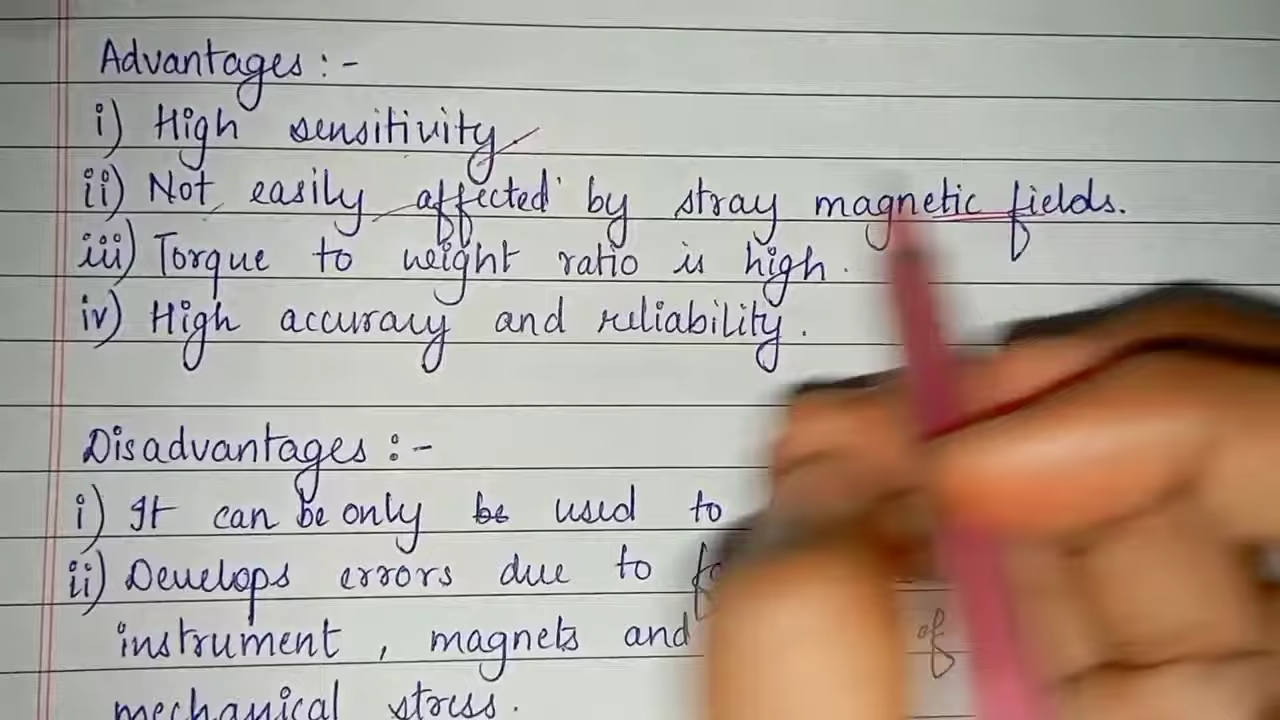 Advantages :-
i) High sensitivity
ii) Not easily affected by stray magnetic fields.
iii) Torque to weight ratio is high.
iv) High accuracy and reliability.
Disadvantages :-
i) It can be only be used to
ii) Develops errors due to
instrument, magnets and of
mechanical stress.